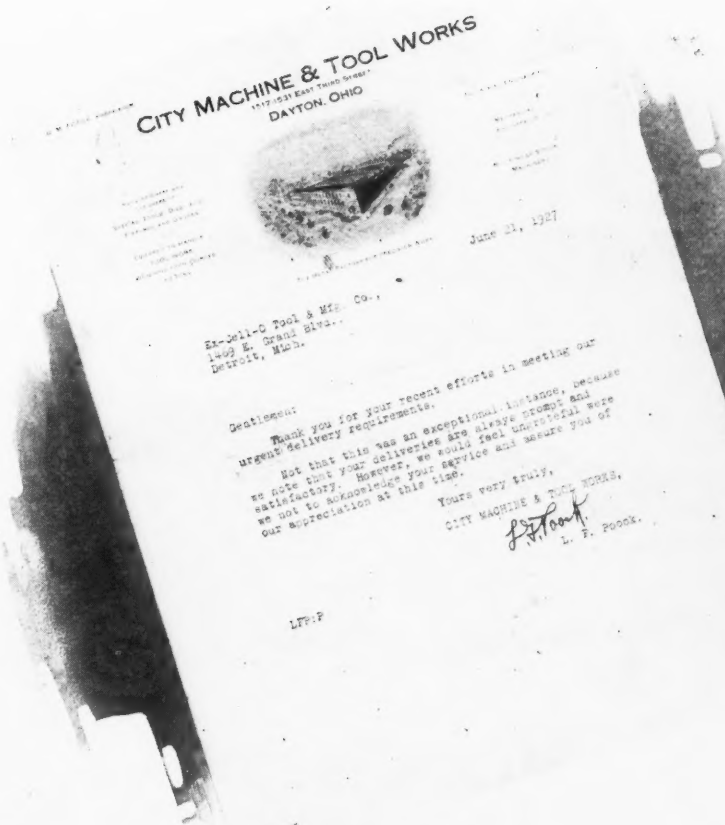 CITY MACHINE & TOOL WORKS
1517-1531 EAST THIRD STREET
DAYTON, OHIO
June 21, 1927
Ex-Cell-O Tool & Mfg. Co.,
1469 E. Grand Blvd.,
Detroit, Mich.
Gentlemen:
Thank you for your recent efforts in meeting our
urgent delivery requirements.
Not that this was an exceptional instance, because
we note that your deliveries are always prompt and
satisfactory. However, we would feel ungrateful were
we not to acknowledge your service and assure you of
our appreciation at this time.
Yours very truly,
CITY MACHINE & TOOL WORKS,
L. F. Poock.
LFP:P